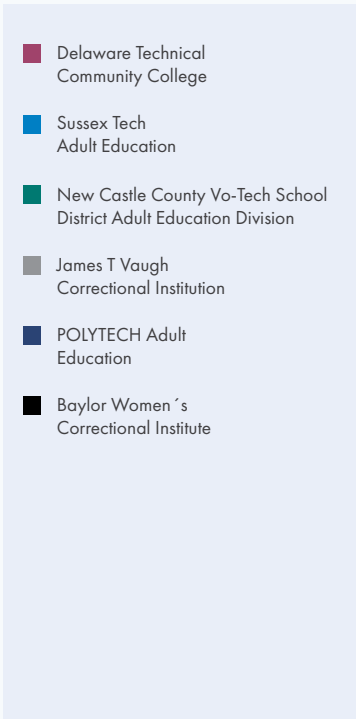 Delaware Technical
Community College
Sussex Tech
Adult Education
New Castle County Vo-Tech School
District Adult Education Division
James T Vaugh
Correctional Institution
POLYTECH Adult
Education
Baylor Women´s
Correctional Institute